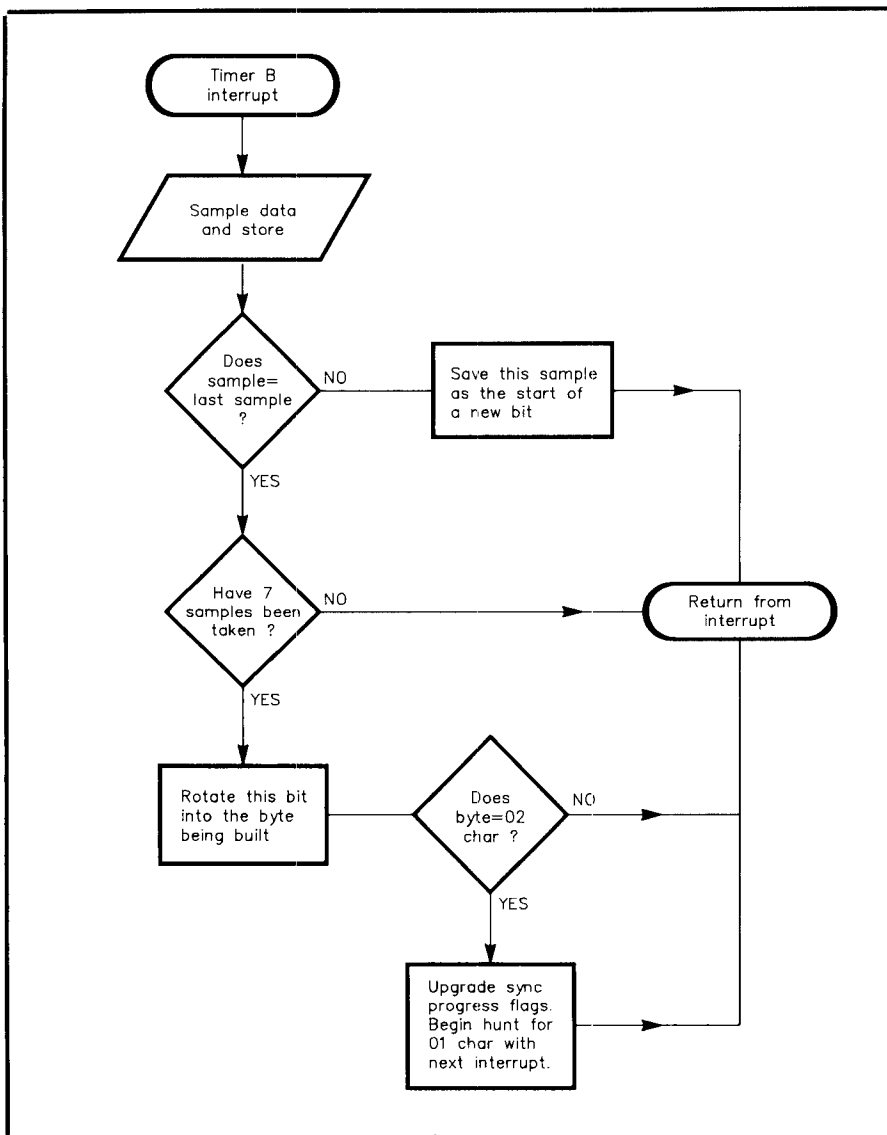 Timer B
interrupt
Sample data
and store
Does
sample=
last sample
?
NO
Save this sample
as the start of
a new bit
YES
Have 7
samples been
taken ?
NO
Return from
interrupt
YES
Rotate this bit
into the byte
being built
Does
byte=02
char ?
NO
YES
Upgrade sync
progress flags.
Begin hunt for
01 char with
next interrupt.